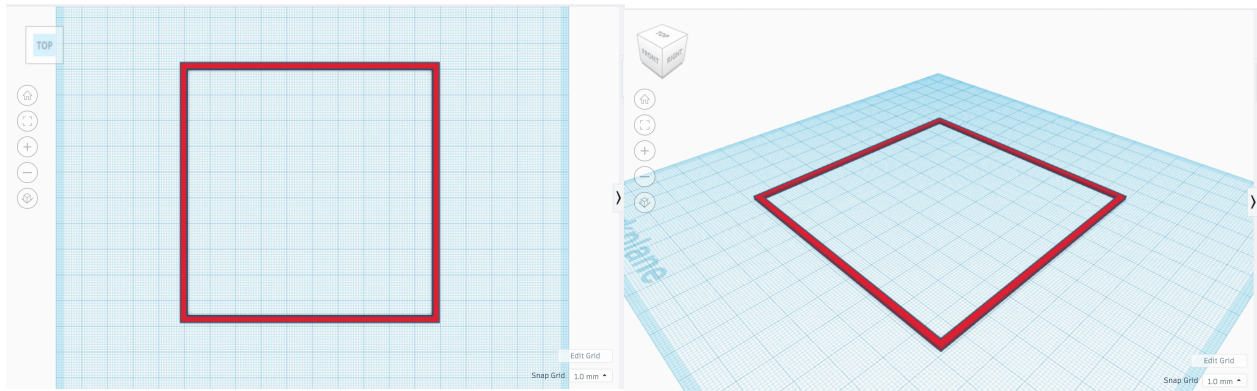 TOP
Edit Grid
Snap Grid 1.0 mm
TOP
FRONT
RIGHT
Edit Grid
Snap Grid 1.0 mm